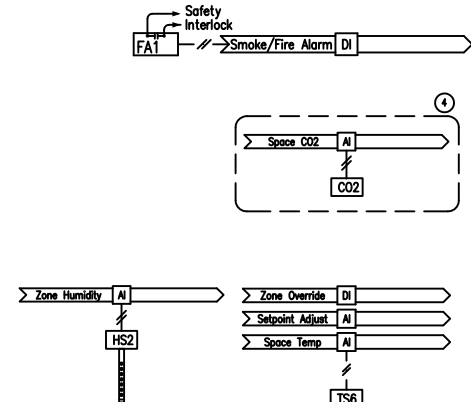 Safety
Interlock
FA1
Smoke/Fire Alarm DI
4
Space CO2 AI
CO2
Zone Humidity AI
HS2
Zone Override DI
Setpoint Adjust AI
Space Temp AI
TS6